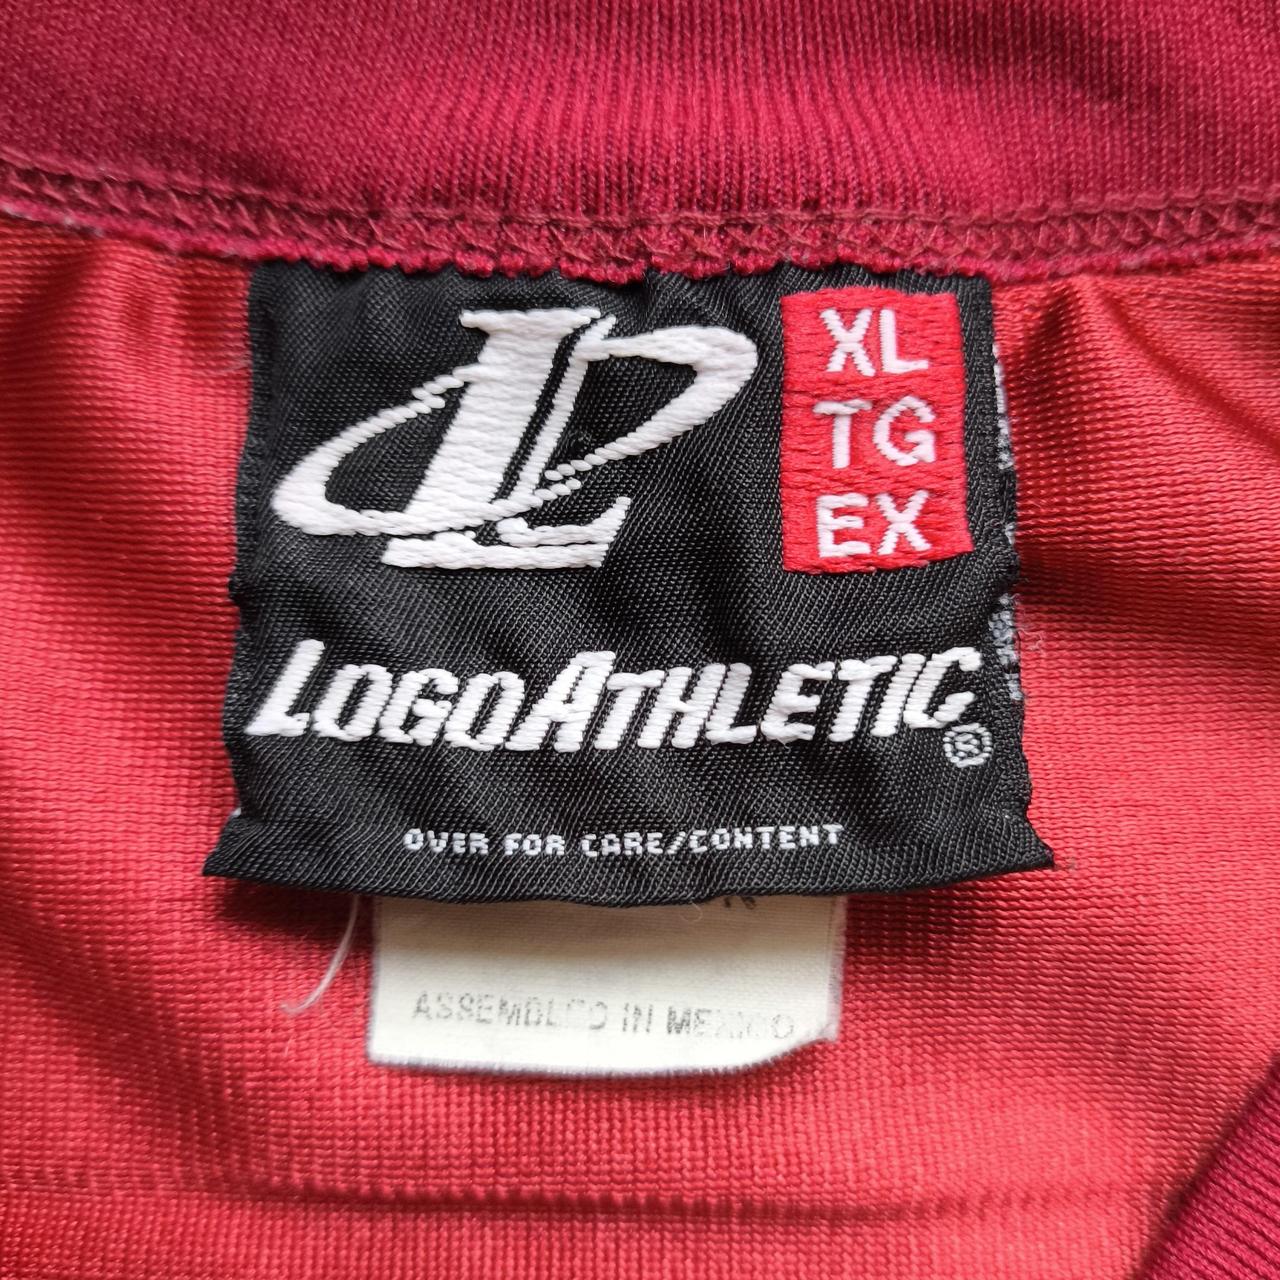 XL
TG
EX
LOGOATHLETIC®
OVER FOR CARE/CONTENT
ASSEMBLED IN MEXICO